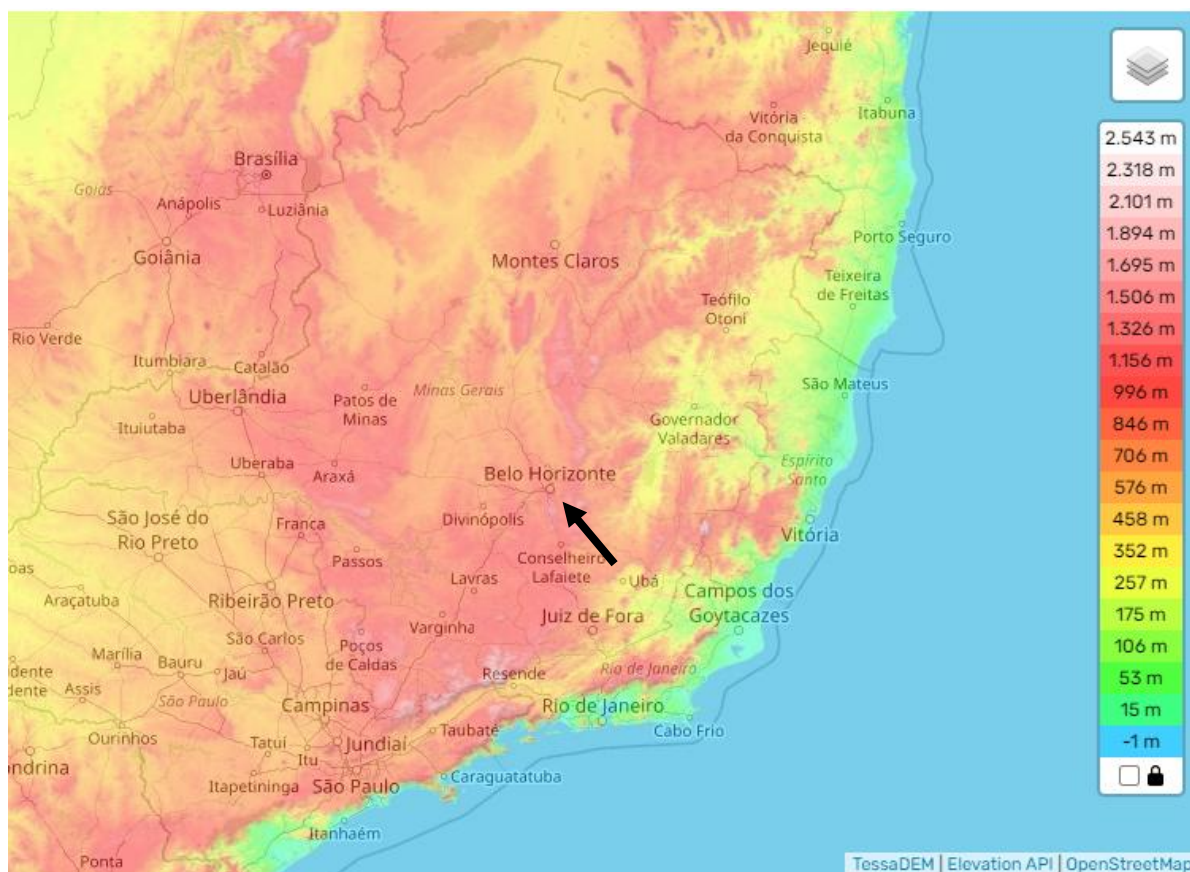 Jequié
Itabuna
Vitória
da Conquista
Brasília
Goiás
Anápolis
Luziânia
Porto Seguro
Goiânia
Montes Claros
Teixeira
de Freitas
Teófilo
Otoni
Rio Verde
Itumbiara
Catalão
Minas Gerais
São Mateus
Uberlândia
Patos de
Minas
Ituiutaba
Governador
Valadares
Uberaba
Araxá
Belo Horizonte
Espírito
Santo
São José do
Rio Preto
Franca
Divinópolis
Vitória
Passos
Conselheiro
Lafaiete
oas
Lavras
Ubá
Araçatuba
Ribeirão Preto
Campos dos
Goytacazes
Varginha
Juiz de Fora
São Carlos
Poços
de Caldas
Marília
Bauru
Jaú
idente
dente
Assis
São Paulo
Resende
Rio de Janeiro
Campinas
Rio de Janeiro
Cabo Frio
Ourinhos
Tatuí
Jundiaí
Taubaté
Itu
ondrina
Itapetininga
São Paulo
Caraguatatuba
Itanhaém
Ponta
2.543 m
2.318 m
2.101 m
1.894 m
1.695 m
1.506 m
1.326 m
1.156 m
996 m
846 m
706 m
576 m
458 m
352 m
257 m
175 m
106 m
53 m
15 m
-1 m
TessaDEM | Elevation API | OpenStreetMap